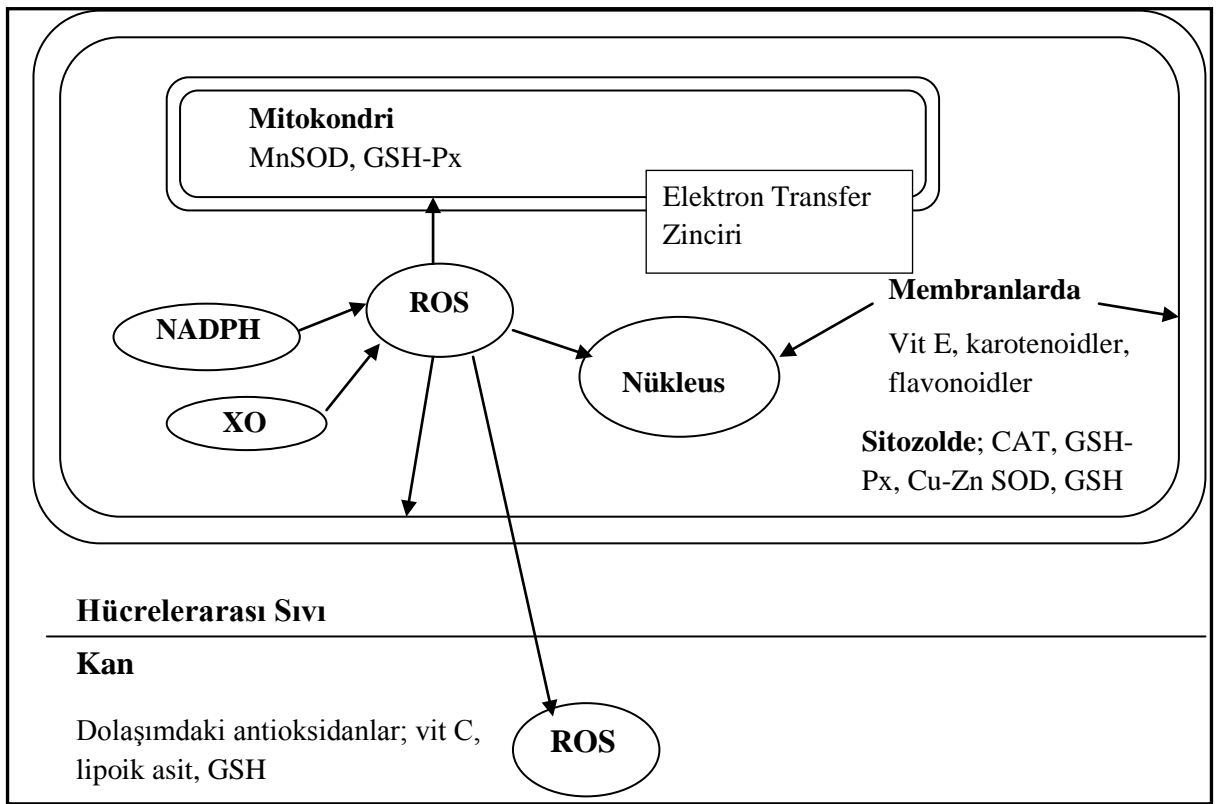 Mitokondri
MnSOD, GSH-Px
Elektron Transfer
Zinciri
ROS
NADPH
XO
Nükleus
Membranlarda
Vit E, karotenoidler,
flavonoidler
Sitozolde; CAT, GSH-
Px, Cu-Zn SOD, GSH
Hücrelerarası Sıvı
Kan
Dolaşımdaki antioksidanlar; vit C,
lipoik asit, GSH
ROS